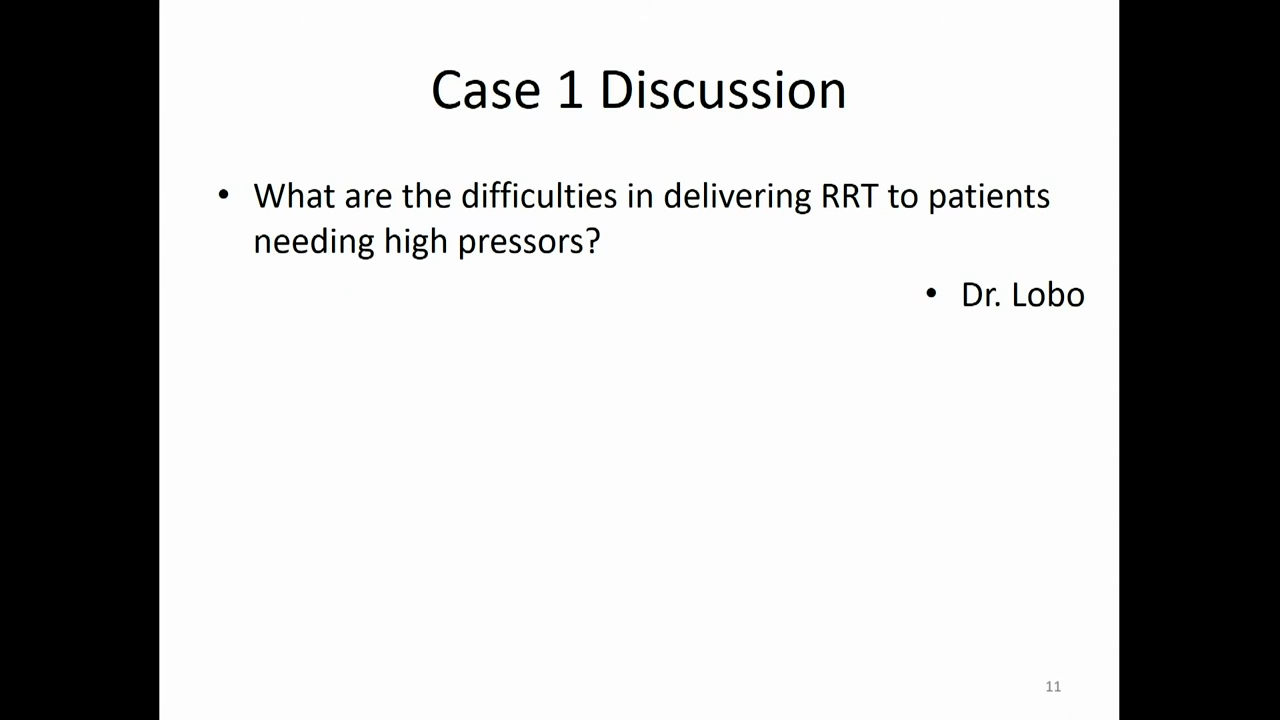 Case 1 Discussion
• What are the difficulties in delivering RRT to patients
needing high pressors?
• Dr. Lobo
11